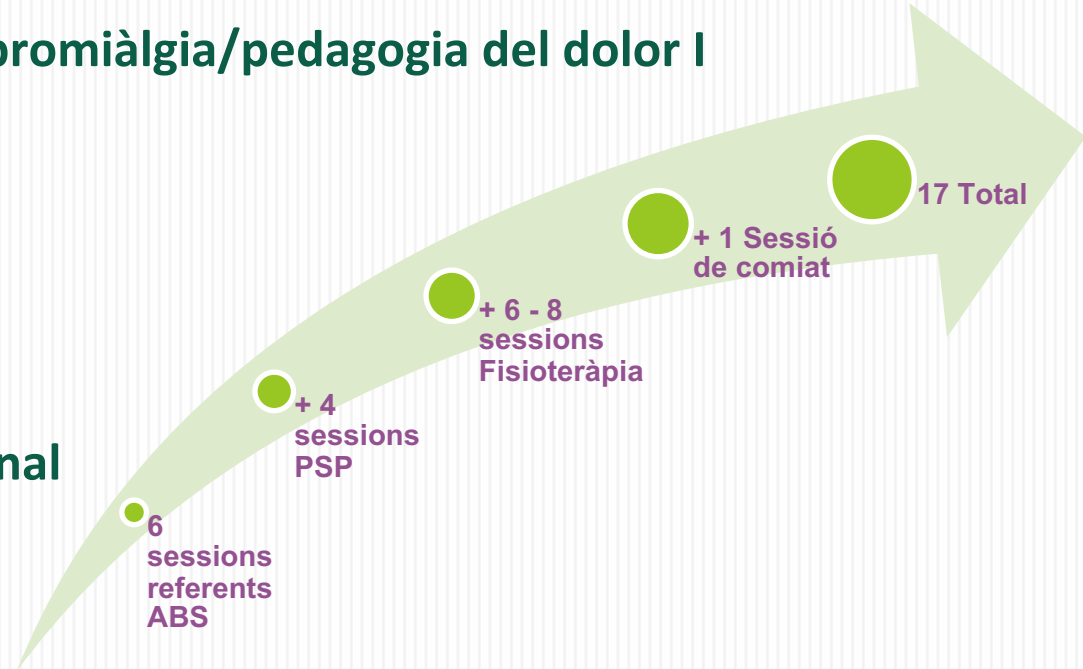 bromiàlgia/pedagogia del dolor I
17 Total
+ 1 Sessió
de comiat
+ 6 - 8
sessions
Fisioteràpia
+ 4
sessions
PSP
nal
6
sessions
referents
ABS